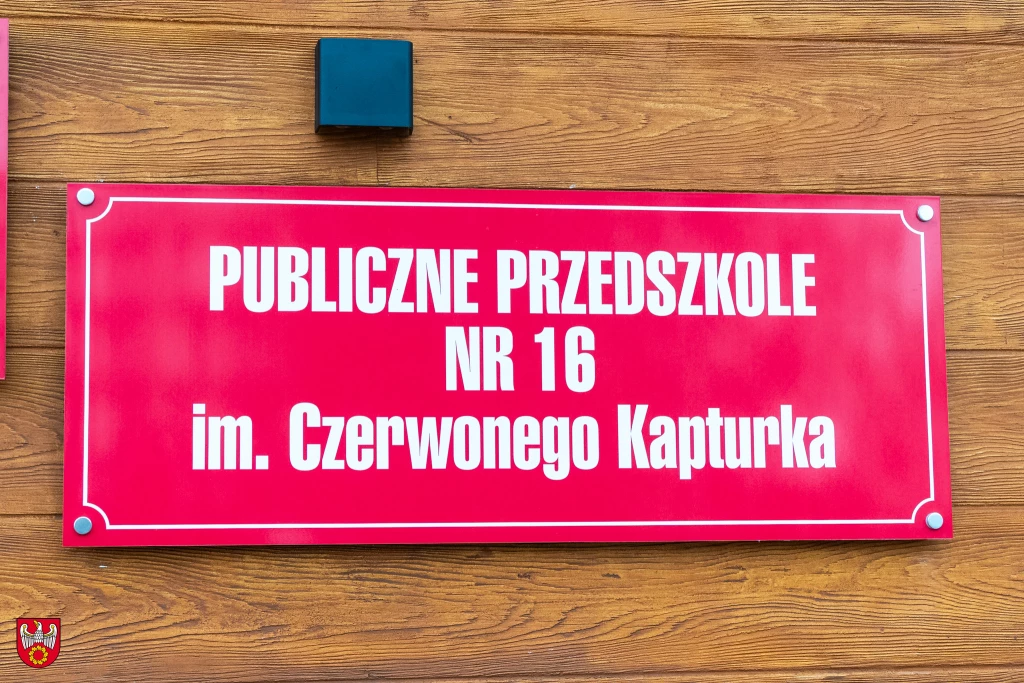 PUBLICZNE PRZEDSZKOLE
NR 16
im. Czerwonego Kapturka